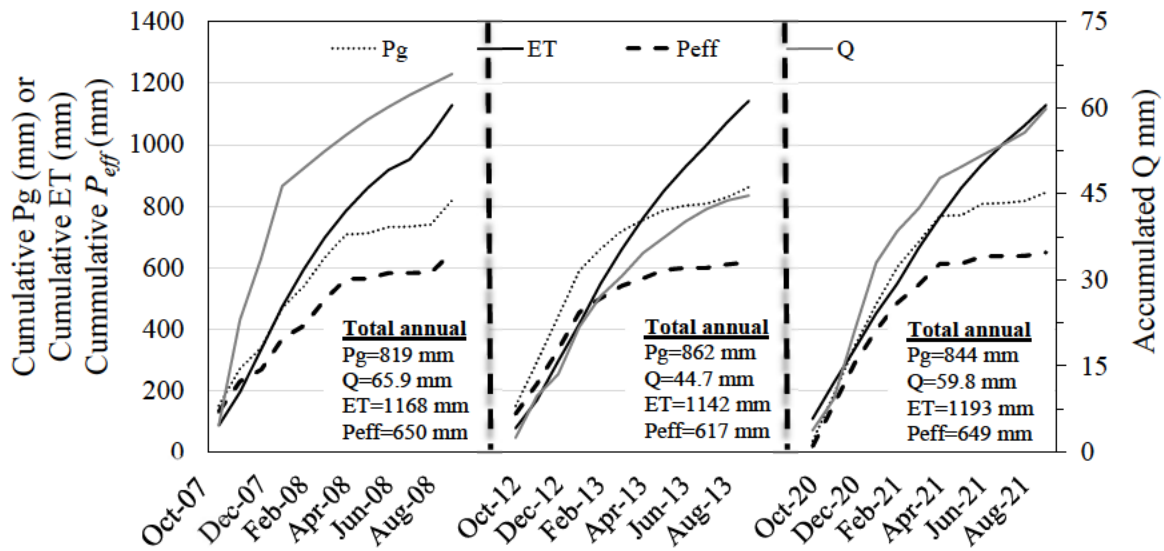 Cumulative Pg (mm) or
Cumulative ET (mm)
Cummulative Peff (mm)
1400
1200
1000
800
600
400
200
0
Pg ET Peff Q
Total annual
Pg=819 mm
Q=65.9 mm
ET=1168 mm
Peff=650 mm
Total annual
Pg=862 mm
Q=44.7 mm
ET=1142 mm
Peff=617 mm
Total annual
Pg=844 mm
Q=59.8 mm
ET=1193 mm
Peff=649 mm
75
60
45
30
15
0
Accumulated Q mm)
Oct-07
Dec-07
Feb-08
Apr-08
Jun-08
Aug-08
Oct-12
Dec-12
Feb-13
Apr-13
Jun-13
Aug-13
Oct-20
Dec-20
Feb-21
Apr-21
Jun-21
Aug-21